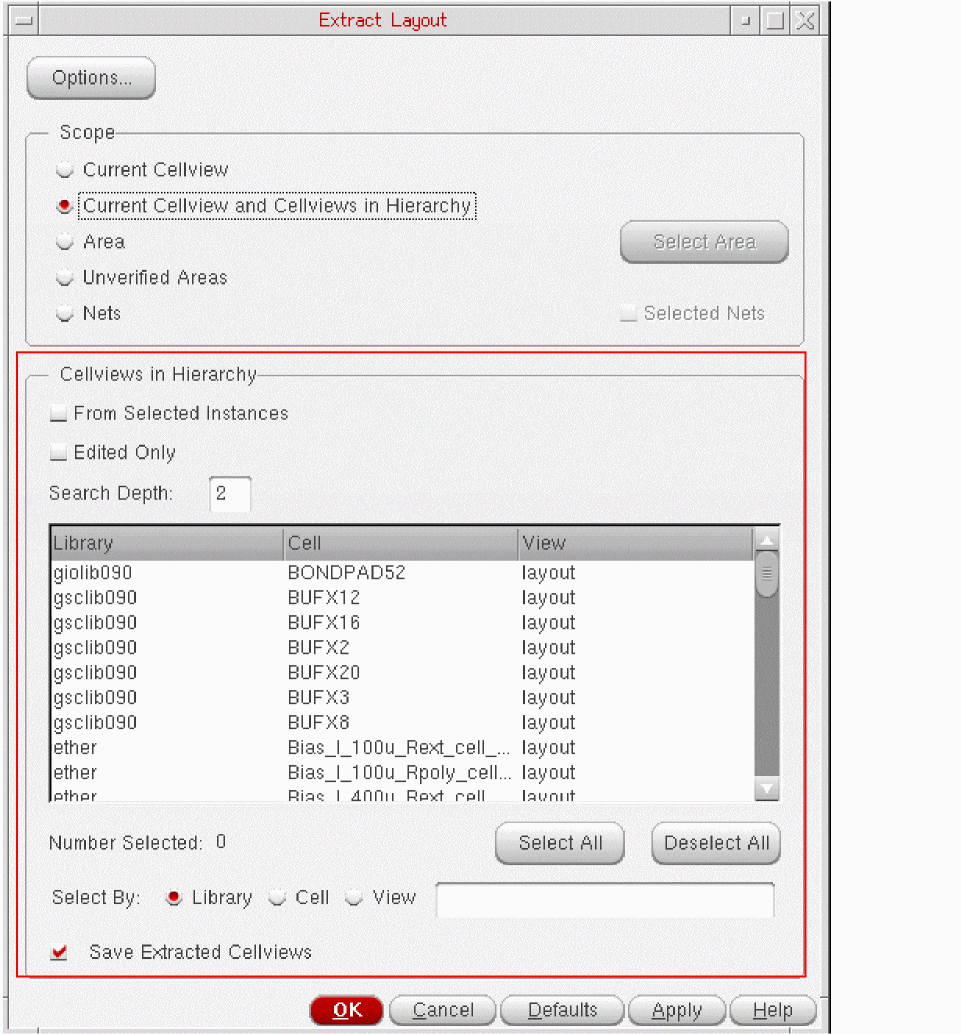 Extract Layout
Options...
Scope
Current Cellview
Current Cellview and Cellviews in Hierarchy
Area
Select Area
Unverified Areas
Nets
Selected Nets
Cellviews in Hierarchy
From Selected Instances
Edited Only
Search Depth: 2
Library Cell View
giolib090 BONDPAD52 layout
gsclib090 BUFX12 layout
gsclib090 BUFX16 layout
gsclib090 BUFX2 layout
gsclib090 BUFX20 layout
gsclib090 BUFX3 layout
gsclib090 BUFX8 layout
ether Bias_I_100u_Rext_cell_... layout
ether Bias_I_100u_Rpoly_cell... layout
ether Bias_I_400u_Rext_cell layout
Number Selected: 0 Select All Deselect All
Select By: Library Cell View
Save Extracted Cellviews
OK Cancel Defaults Apply Help